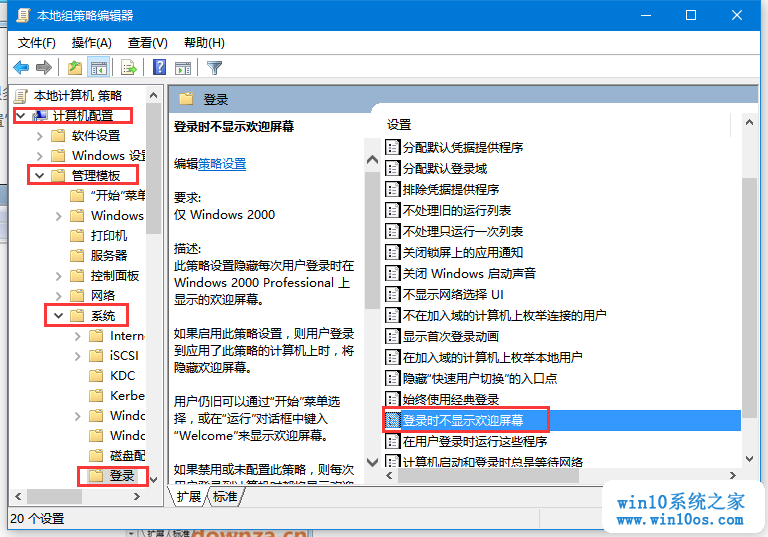 本地组策略编辑器
文件(F) 操作(A) 查看(V) 帮助(H)
本地计算机 策略
计算机配置
软件设置
Windows 设
管理模板
"开始"菜单
Windows
打印机
服务器
控制面板
网络
系统
Intern
iSCSI
KDC
Kerbe
Windo
Windo
磁盘配
登录
登录
登录时不显示欢迎屏幕
编辑策略设置
要求:
仅 Windows 2000
描述:
此策略设置隐藏每次用户登录时在
Windows 2000 Professional 上
显示的欢迎屏幕。
如果启用此策略设置，则用户登录
到应用了此策略的计算机上时，将
隐藏欢迎屏幕。
用户仍旧可以通过"开始"菜单选
择，或在"运行"对话框中键入
"Welcome"来显示欢迎屏幕。
如果禁用或未配置此策略，则每次
用户登录到计算机时都将显示欢迎
设置
分配默认凭据提供程序
分配默认登录域
排除凭据提供程序
不处理旧的运行列表
不处理只运行一次列表
关闭锁屏上的应用通知
关闭 Windows 启动声音
不显示网络选择 UI
不在加入域的计算机上枚举连接的用户
显示首次登录动画
在加入域的计算机上枚举本地用户
隐藏"快速用户切换"的入口点
始终使用经典登录
登录时不显示欢迎屏幕
在用户登录时运行这些程序
计算机启动和登录时总是等待网络
扩展 标准
20 个设置
扩展 标准
downza.cn
win10系统之家
www.win10os.com